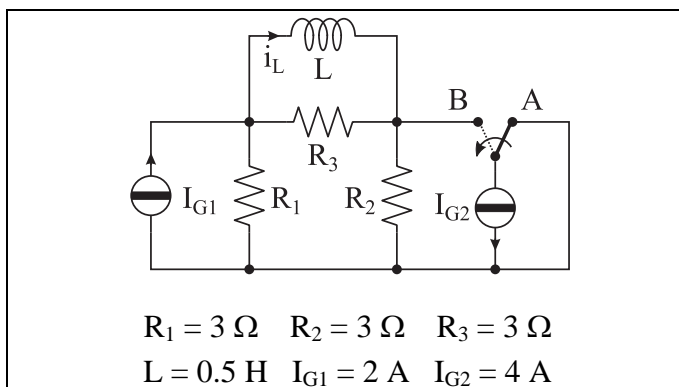 i_L
L
B
A
R_3
I_G1
R_1
R_2
I_G2
R_1 = 3 Ω R_2 = 3 Ω R_3 = 3 Ω
L = 0.5 H I_G1 = 2 A I_G2 = 4 A